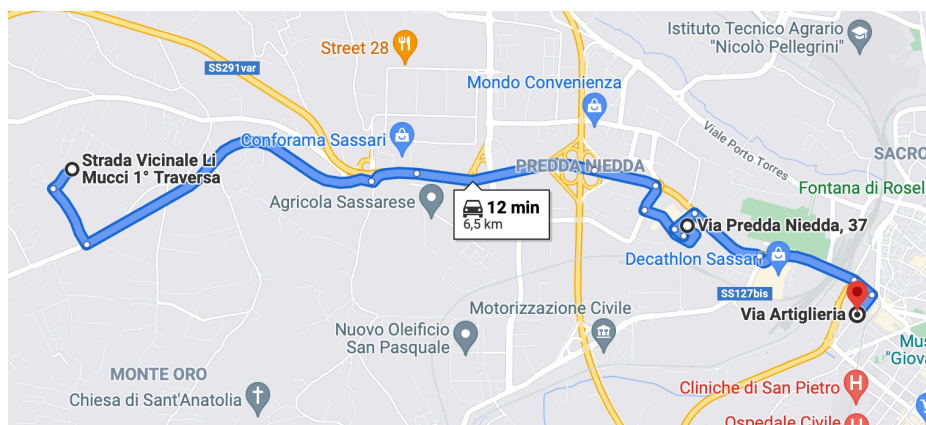 Istituto Tecnico Agrario
"Nicolò Pellegrini"
Street 28
SS291var
Mondo Convenienza
Viale Porto Torres
Conforama Sassari
SACRO
Strada Vicinale Li
Mucci 1° Traversa
PREDDA NIEDDA
Fontana di Rosel
Agricola Sassarese
12 min
6,5 km
Via Predda Niedda, 37
Decathlon Sassari
SS127bis
Motorizzazione Civile
Via Artiglieria
Nuovo Oleificio
San Pasquale
Mus
"Giova
MONTE ORO
Cliniche di San Pietro
Chiesa di Sant'Anatolia
Ospedale Civile